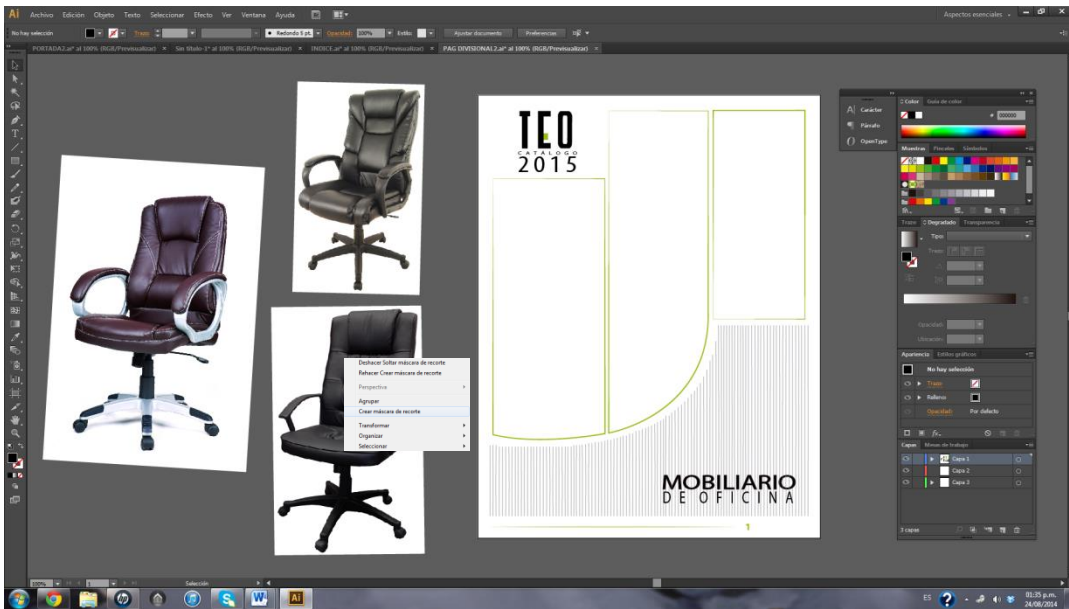 Ai Archivo Edición Objeto Texto Seleccionar Efecto Ver Ventana Ayuda
Aspectos esenciales
No hay selección
Trazo:
Redondo 5 pt.
Opacidad: 100%
Estilo:
Ajustar documento
Preferencias
PORTADA2.ai* al 100% (RGB/Previsualizar) ×
Sin título-1* al 100% (RGB/Previsualizar) ×
INDICE.ai* al 100% (RGB/Previsualizar) ×
PAG DIVISIONAL2.ai* al 100% (RGB/Previsualizar) ×
TEO
CATÁLOGO
2015
MOBILIARIO
DE OFICINA
1
Deshacer Soltar máscara de recorte
Rehacer Crear máscara de recorte
Perspectiva
Agrupar
Crear máscara de recorte
Transformar
Organizar
Seleccionar
Carácter
Párrafo
OpenType
Color Guía de color
# 000000
Muestras Pinceles Símbolos
Trazo Degradado Transparencia
Tipo:
Trazo:
Opacidad:
Ubicación:
Apariencia Estilos gráficos
No hay selección
Trazo:
Relleno:
Opacidad: Por defecto
fx.
Capas Mesas de trabajo
Capa 1
Capa 2
Capa 3
3 capas
100%
1
Selección
ES
01:35 p.m.
24/08/2014